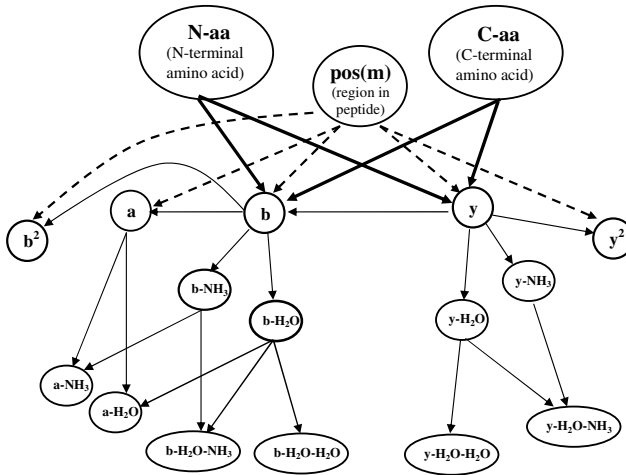 N-aa
(N-terminal
amino acid)
C-aa
(C-terminal
amino acid)
pos(m)
(region in
peptide)
b²
a
b
y
y²
b-NH₃
y-NH₃
b-H₂O
y-H₂O
a-NH₃
a-H₂O
y-H₂O-NH₃
b-H₂O-NH₃
b-H₂O-H₂O
y-H₂O-H₂O